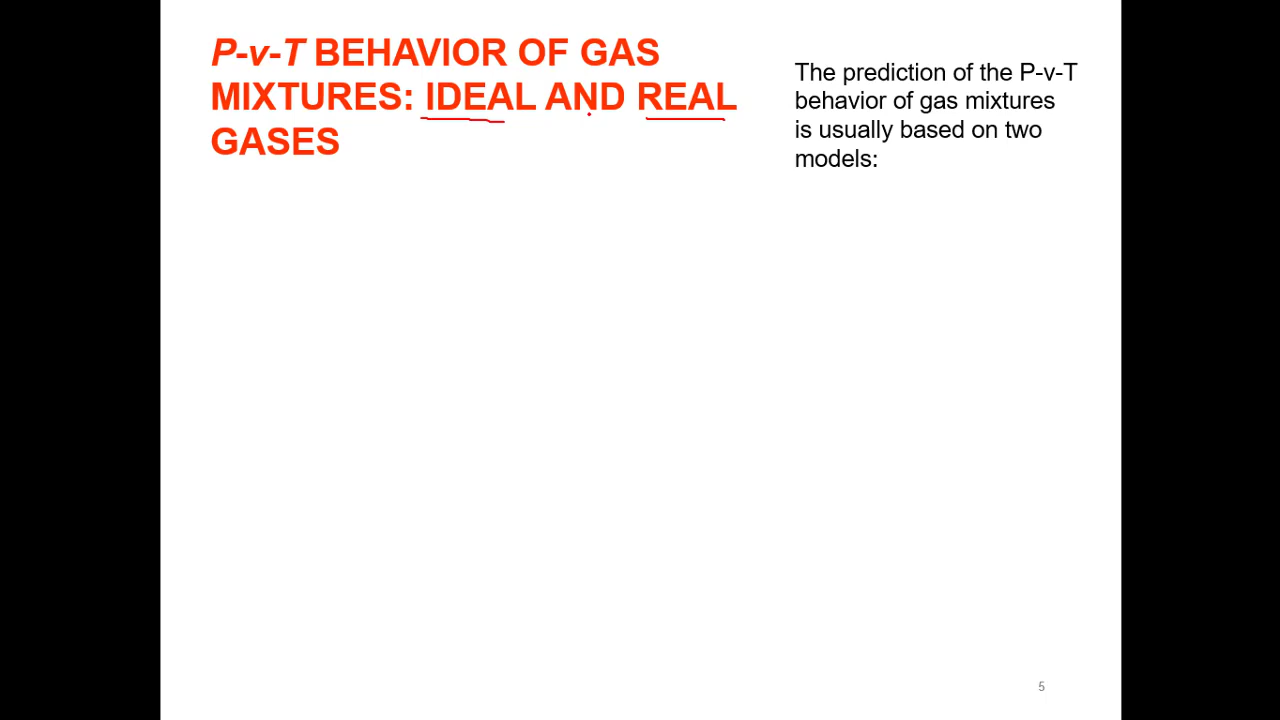 P-v-T BEHAVIOR OF GAS
MIXTURES: IDEAL AND REAL
GASES
The prediction of the P-v-T
behavior of gas mixtures
is usually based on two
models:
5